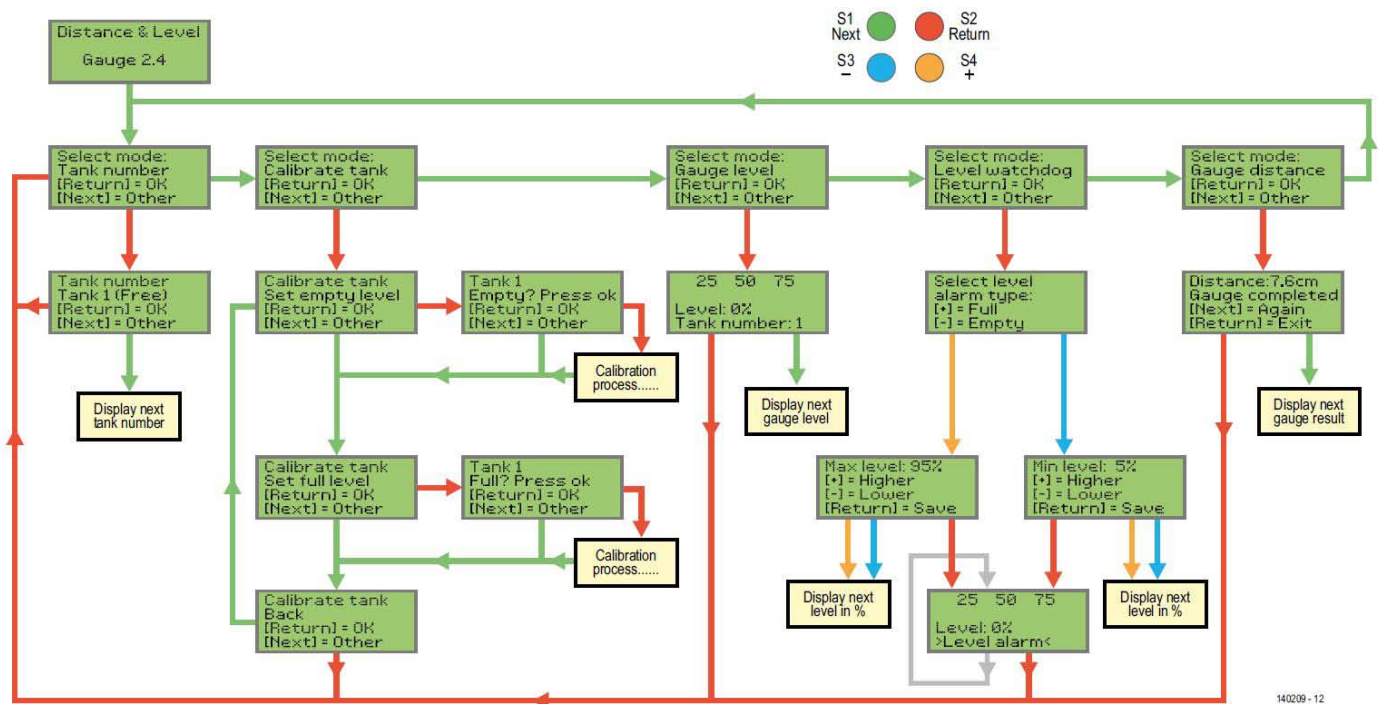 Distance & Level
Gauge 2.4
S1
Next
S2
Return
S3
–
S4
+
Select mode:
Tank number
[Return] = OK
[Next] = Other
Select mode:
Calibrate tank
[Return] = OK
[Next] = Other
Select mode:
Gauge level
[Return] = OK
[Next] = Other
Select mode:
Level watchdog
[Return] = OK
[Next] = Other
Select mode:
Gauge distance
[Return] = OK
[Next] = Other
Tank number
Tank 1 (Free)
[Return] = OK
[Next] = Other
Calibrate tank
Set empty level
[Return] = OK
[Next] = Other
Tank 1
Empty? Press ok
[Return] = OK
[Next] = Other
25 50 75
Level: 0%
Tank number: 1
Select level
alarm type:
[+] = Full
[-] = Empty
Distance:7.6cm
Gauge completed
[Next] = Again
[Return] = Exit
Display next
tank number
Calibration
process......
Display next
gauge level
Display next
gauge result
Calibrate tank
Set full level
[Return] = OK
[Next] = Other
Tank 1
Full? Press ok
[Return] = OK
[Next] = Other
Max level: 95%
[+] = Higher
[-] = Lower
[Return] = Save
Min level: 5%
[+] = Higher
[-] = Lower
[Return] = Save
Calibration
process......
Calibrate tank
Back
[Return] = OK
[Next] = Other
Display next
level in %
25 50 75
Level: 0%
>Level alarm<
Display next
level in %
140209 - 12